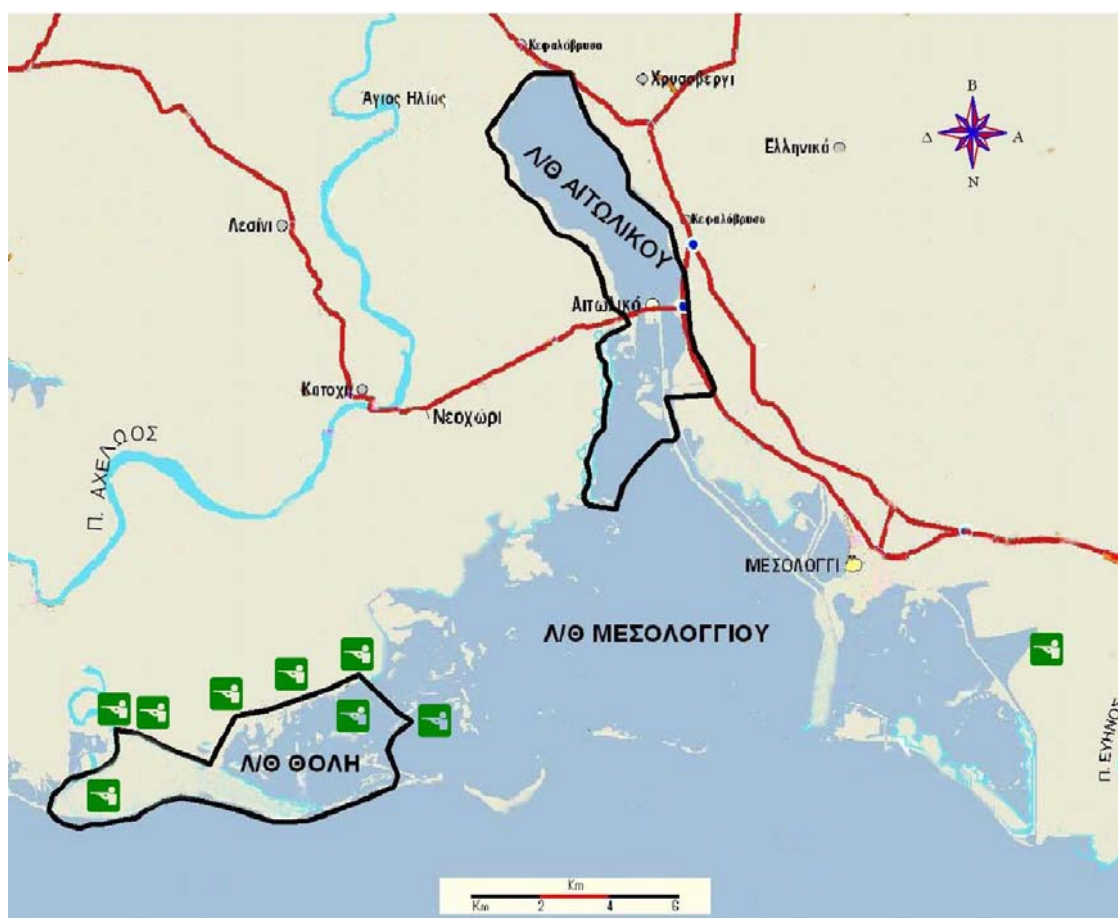 Κεφαλόβρυσο
Χρυσοβεργι
Άγιος Ηλίας
Β
Δ
Α
Ν
Ελληνικά
Λ/Θ ΑΙΤΩΛΙΚΟΥ
Λεσίνι
Κεφαλόβρυσο
Αιτωλικό
Κατοχή
Νεοχώρι
Π. ΑΧΕΛΩΟΣ
ΜΕΣΟΛΟΓΓΙ
Λ/Θ ΜΕΣΟΛΟΓΓΙΟΥ
Π. ΕΥΗΝΟΣ
Λ/Θ ΘΟΛΗ
Km
Km 2 4 6